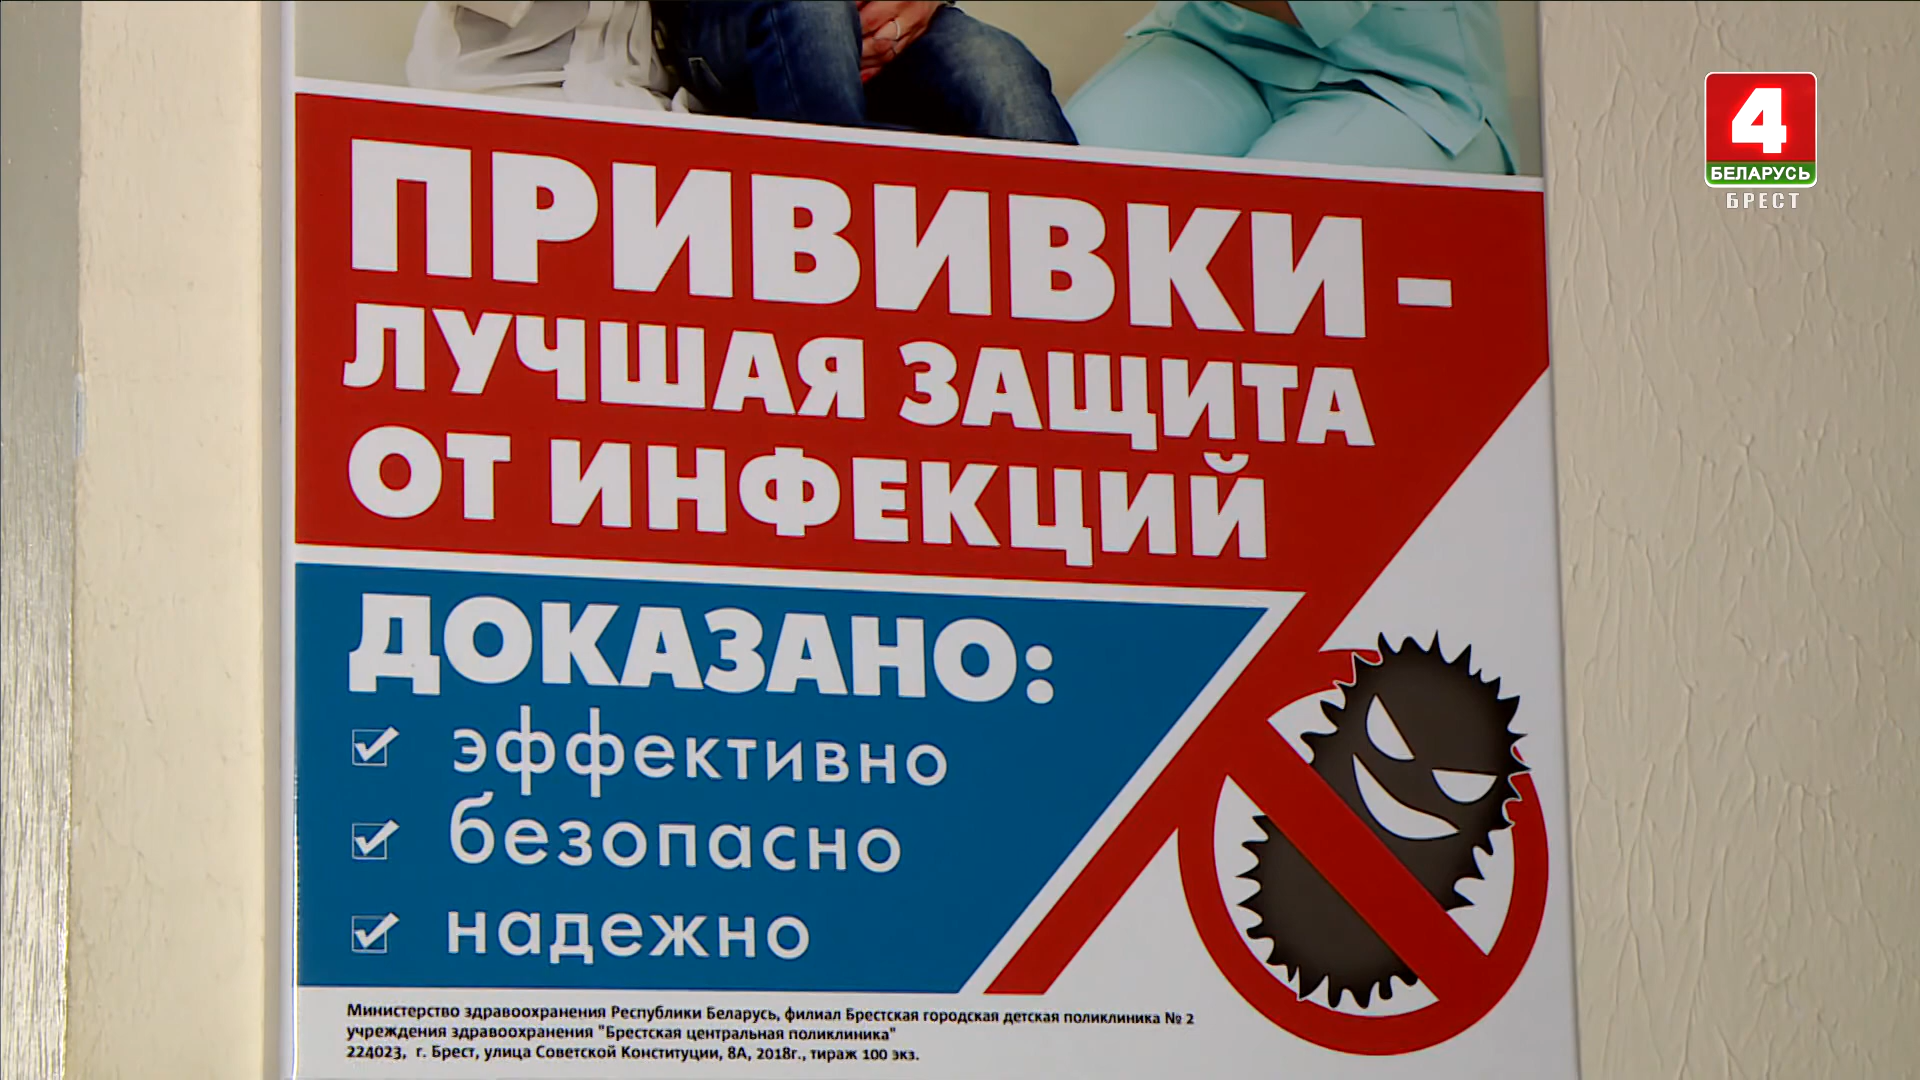 4
БЕЛАРУСЬ
БРЕСТ
ПРИВИВКИ -
ЛУЧШАЯ ЗАЩИТА
ОТ ИНФЕКЦИЙ
ДОКАЗАНО:
эффективно
безопасно
надежно
Министерство здравоохранения Республики Беларусь, филиал Брестская городская детская поликлиника № 2
учреждения здравоохранения "Брестская центральная поликлиника"
224023, г. Брест, улица Советской Конституции, 8А, 2018г., тираж 100 экз.